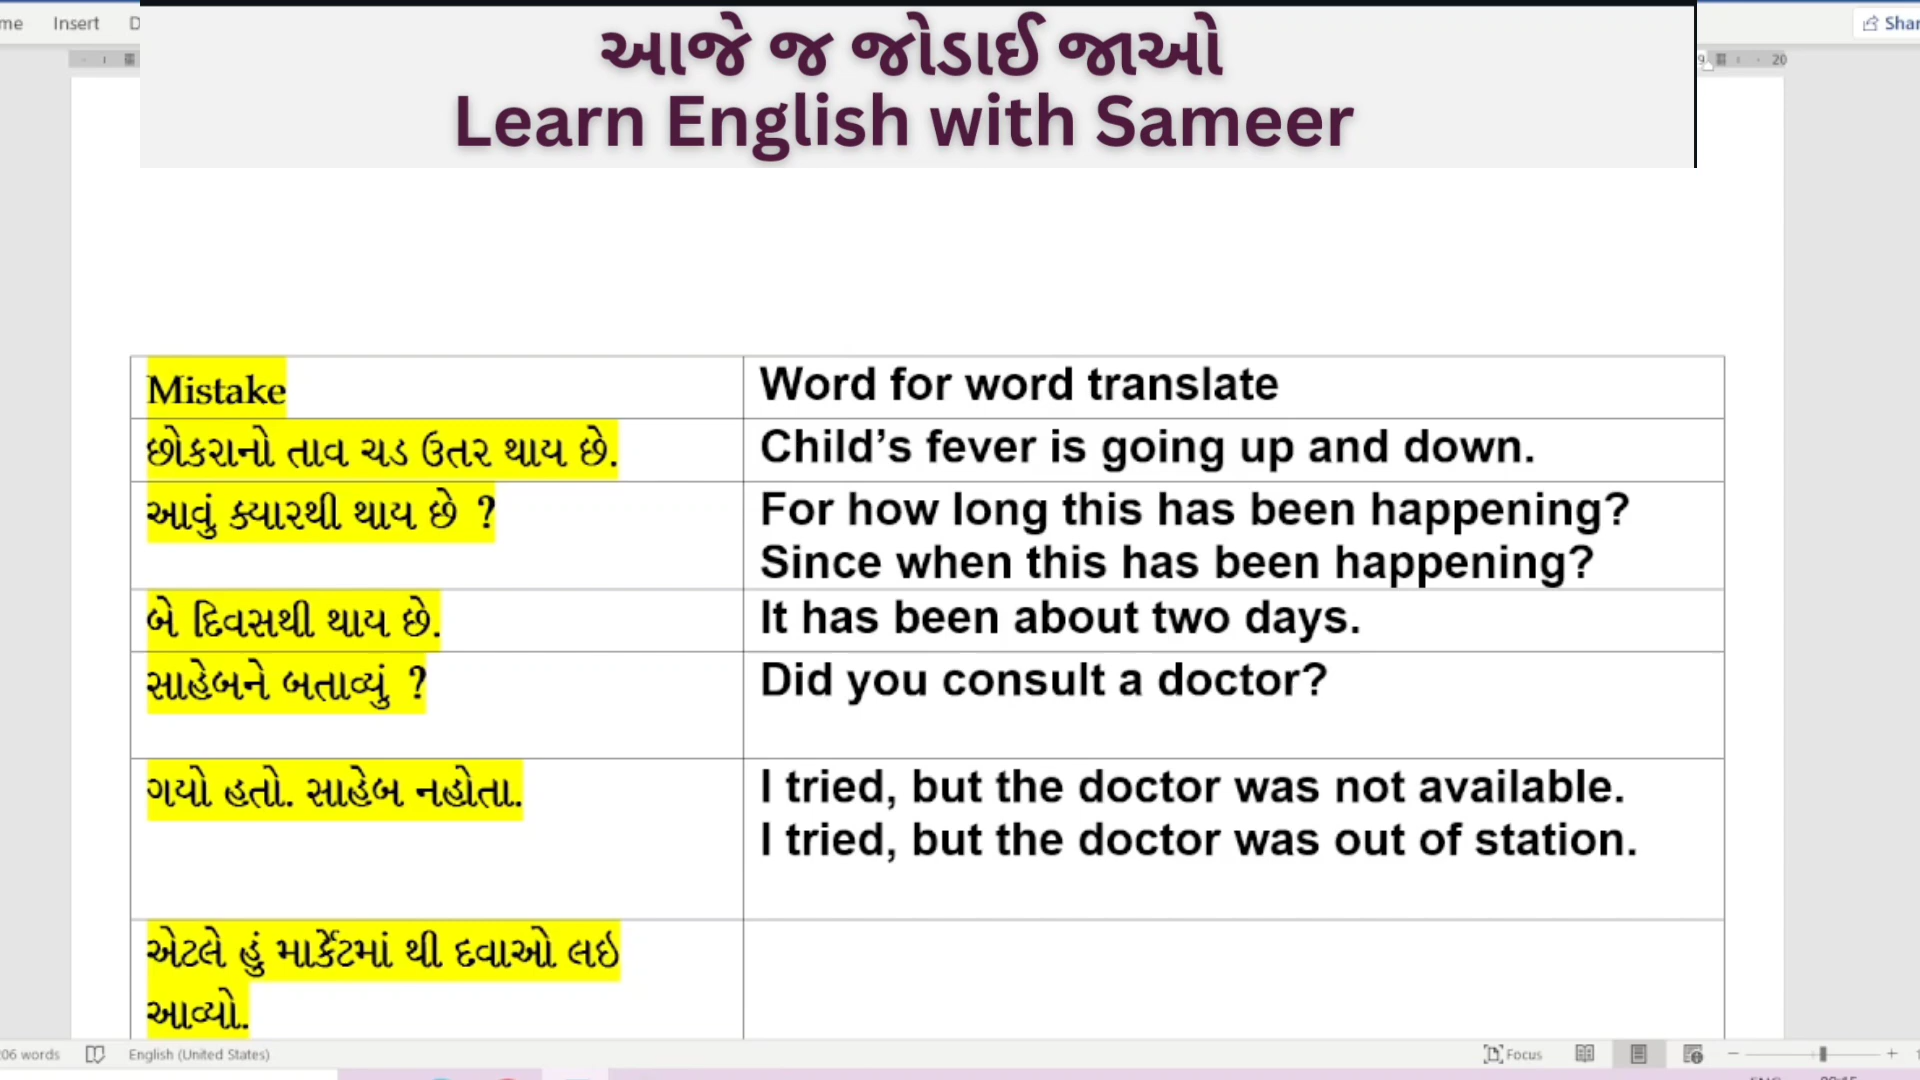 Insert
20
આજે જ જોડાઈ જાઓ
Learn English with Sameer
Mistake
Word for word translate
છોકરાનો તાવ ચડ ઉતર થાય છે.
Child’s fever is going up and down.
આવું ક્યારથી થાય છે ?
For how long this has been happening?
Since when this has been happening?
બે દિવસથી થાય છે.
It has been about two days.
સાહેબને બતાવ્યું ?
Did you consult a doctor?
ગયો હતો. સાહેબ નહોતા.
I tried, but the doctor was not available.
I tried, but the doctor was out of station.
એટલે હું માર્કેટમાં થી દવાઓ લઇ
આવ્યો.
words
English (United States)
Focus